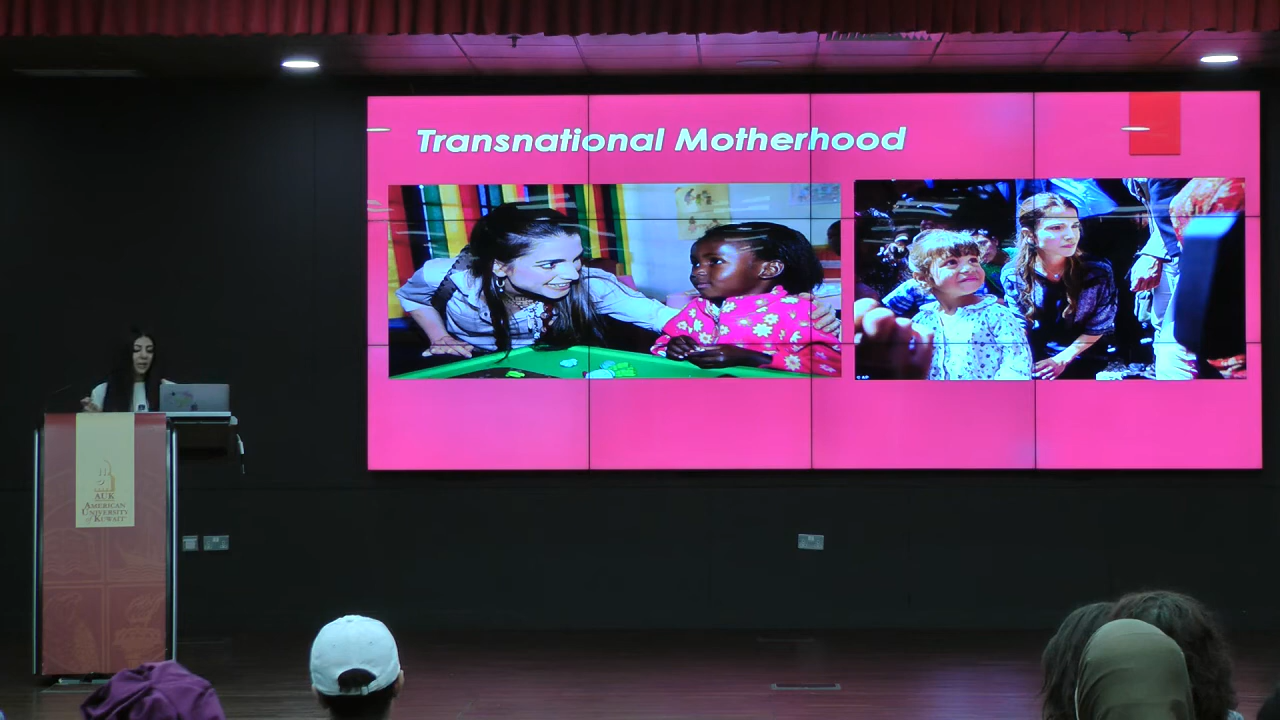 Transnational Motherhood
AUK
AMERICAN
UNIVERSITY
of KUWAIT